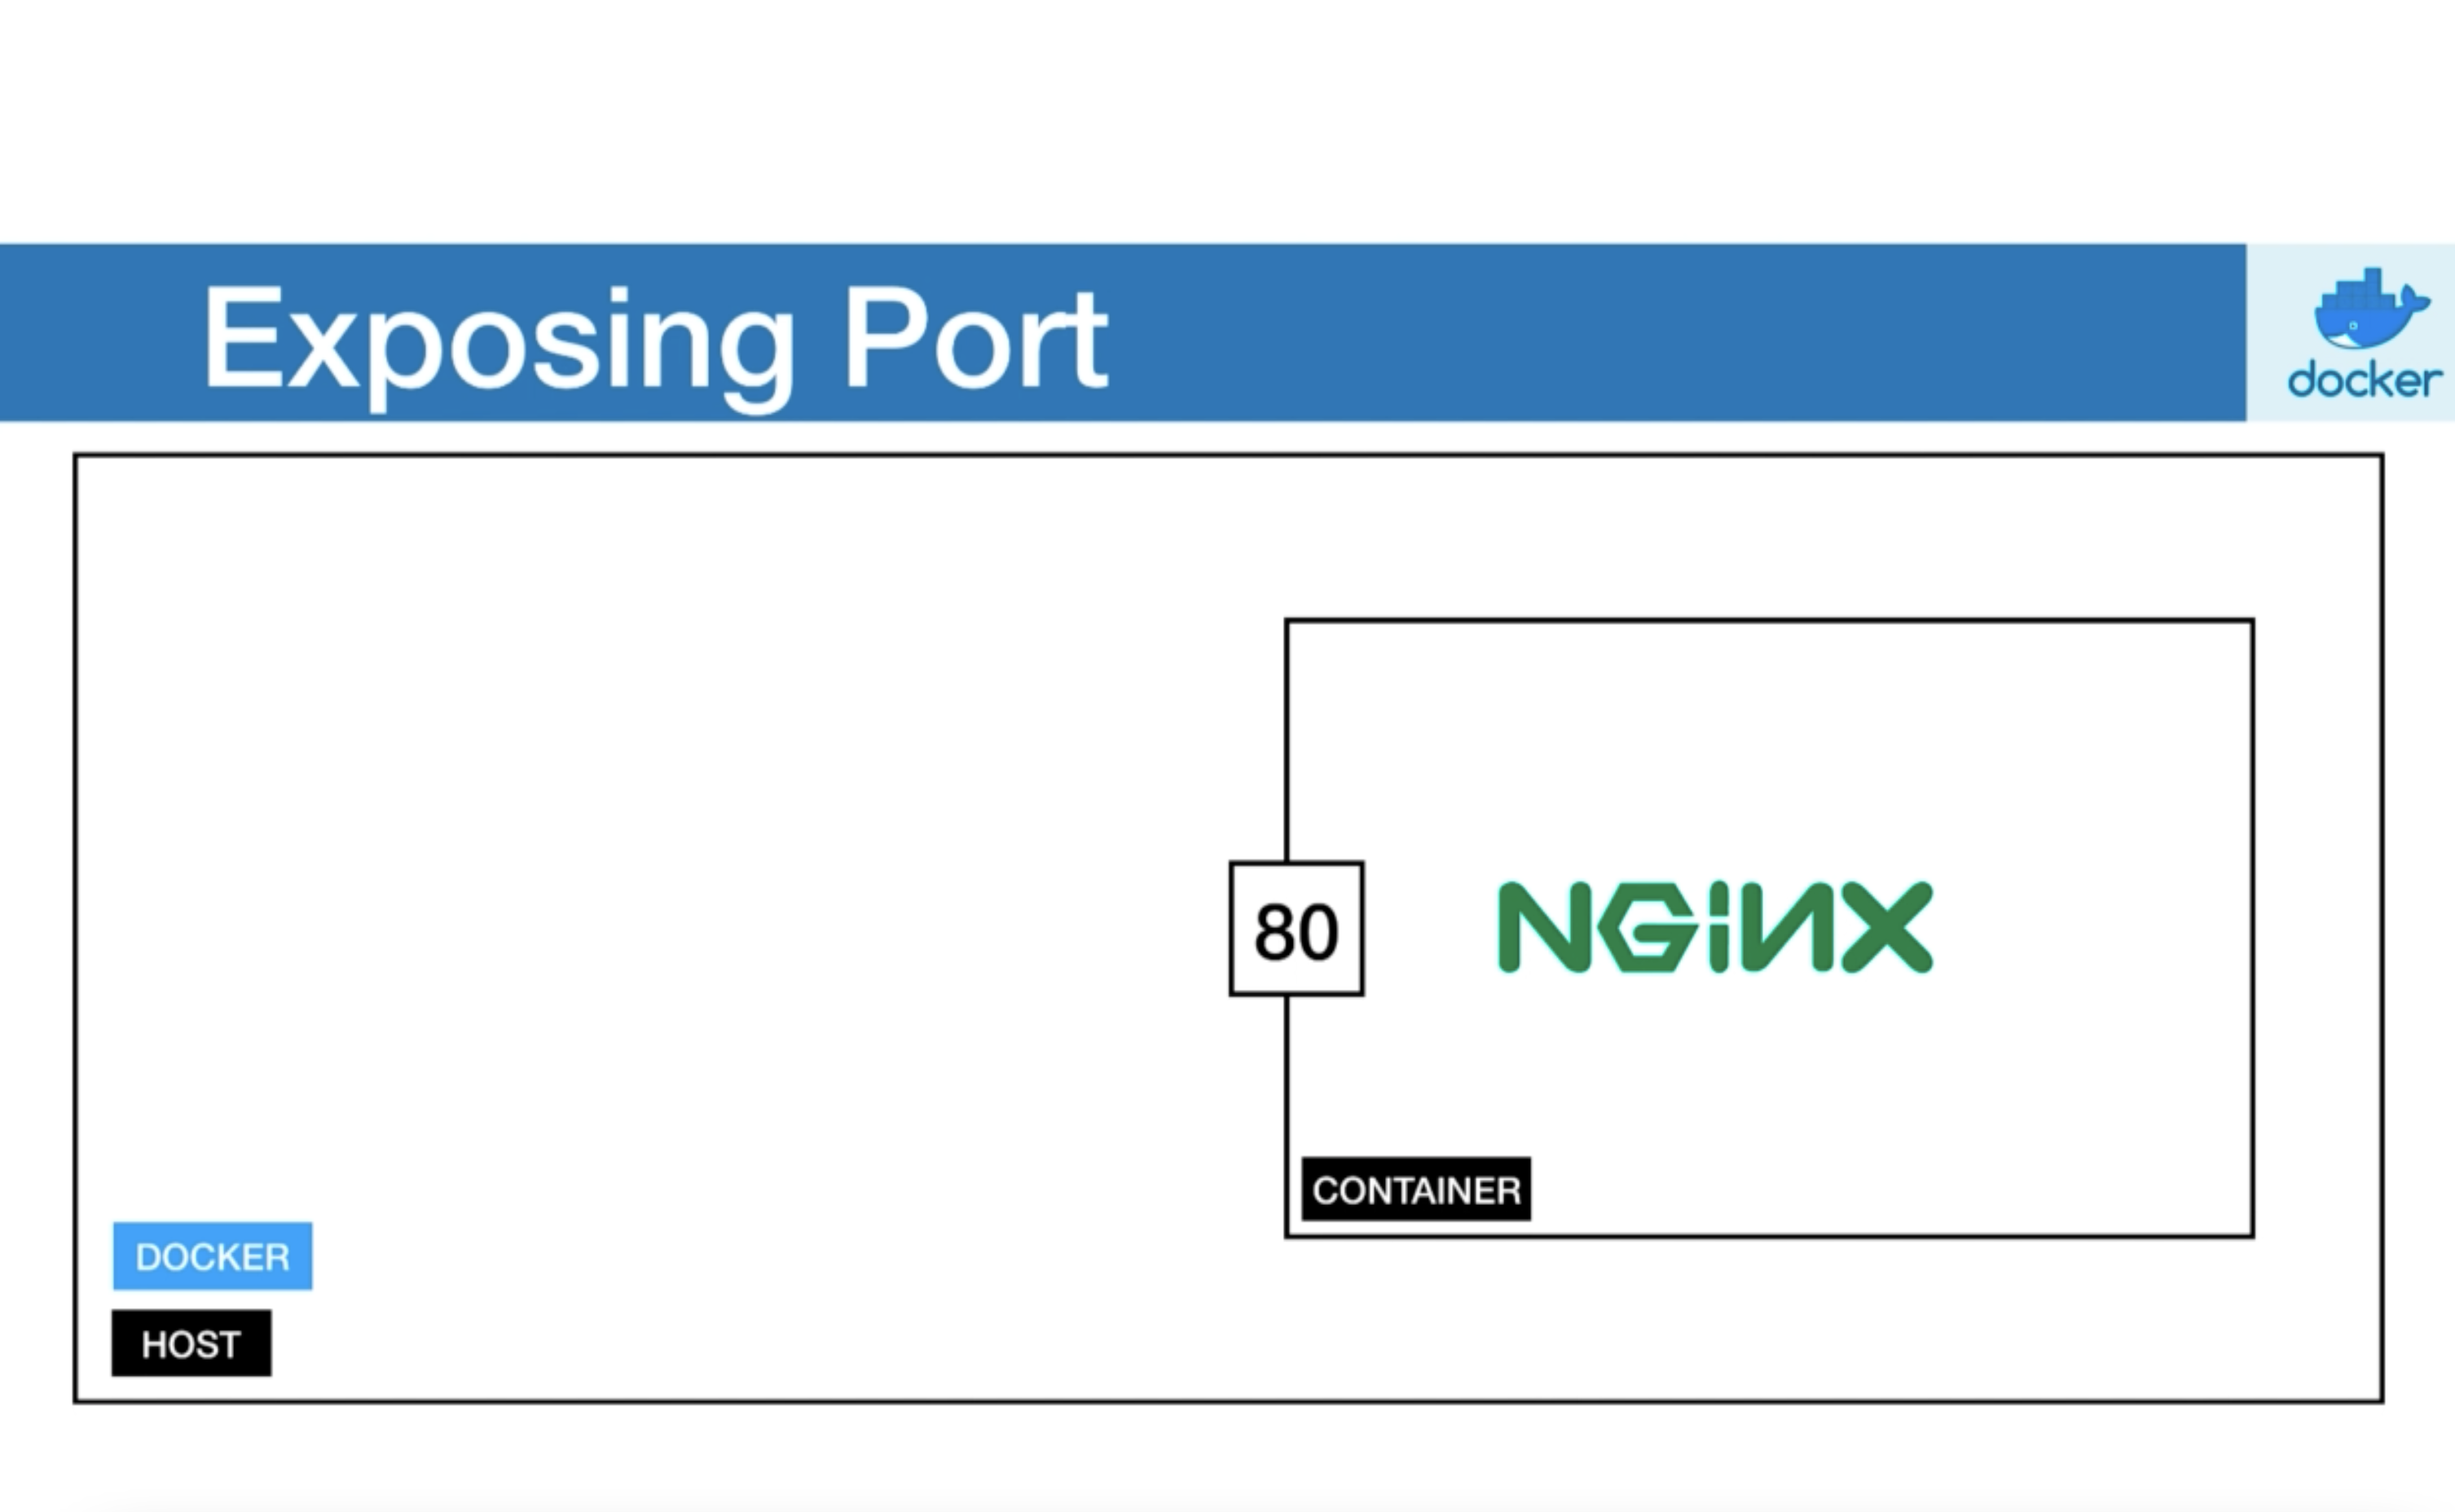 Exposing Port
docker
80
NGINX
CONTAINER
DOCKER
HOST